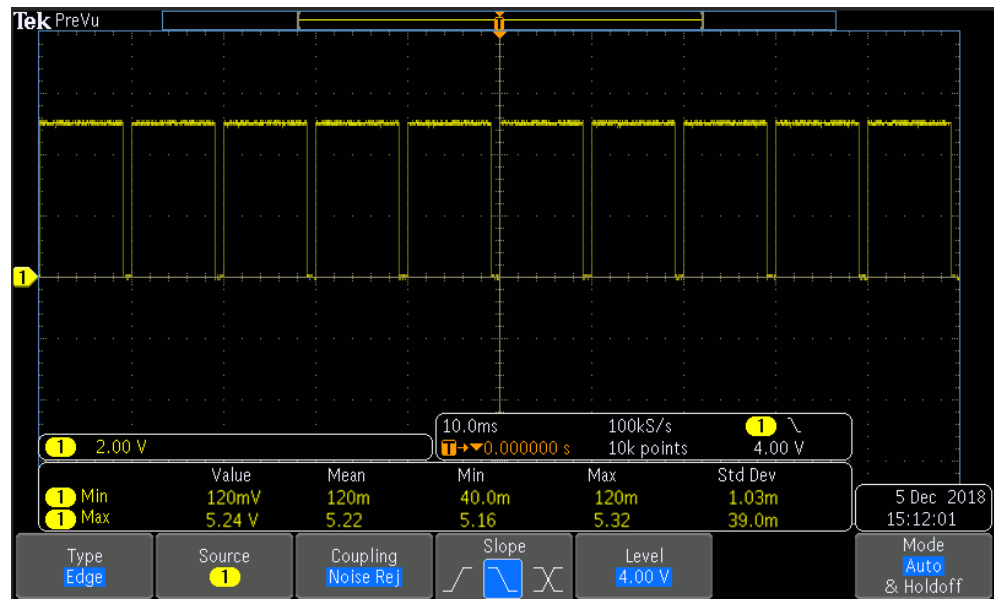 Tek PreVu
T
1
10.0ms 100kS/s 1
T→▼0.000000 s 10k points 4.00 V
1 2.00 V
Value Mean Min Max Std Dev
1 Min 120mV 120m 40.0m 120m 1.03m
1 Max 5.24 V 5.22 5.16 5.32 39.0m
5 Dec 2018
15:12:01
Type
Edge
Source
1
Coupling
Noise Rej
Slope
Level
4.00 V
Mode
Auto
& Holdoff